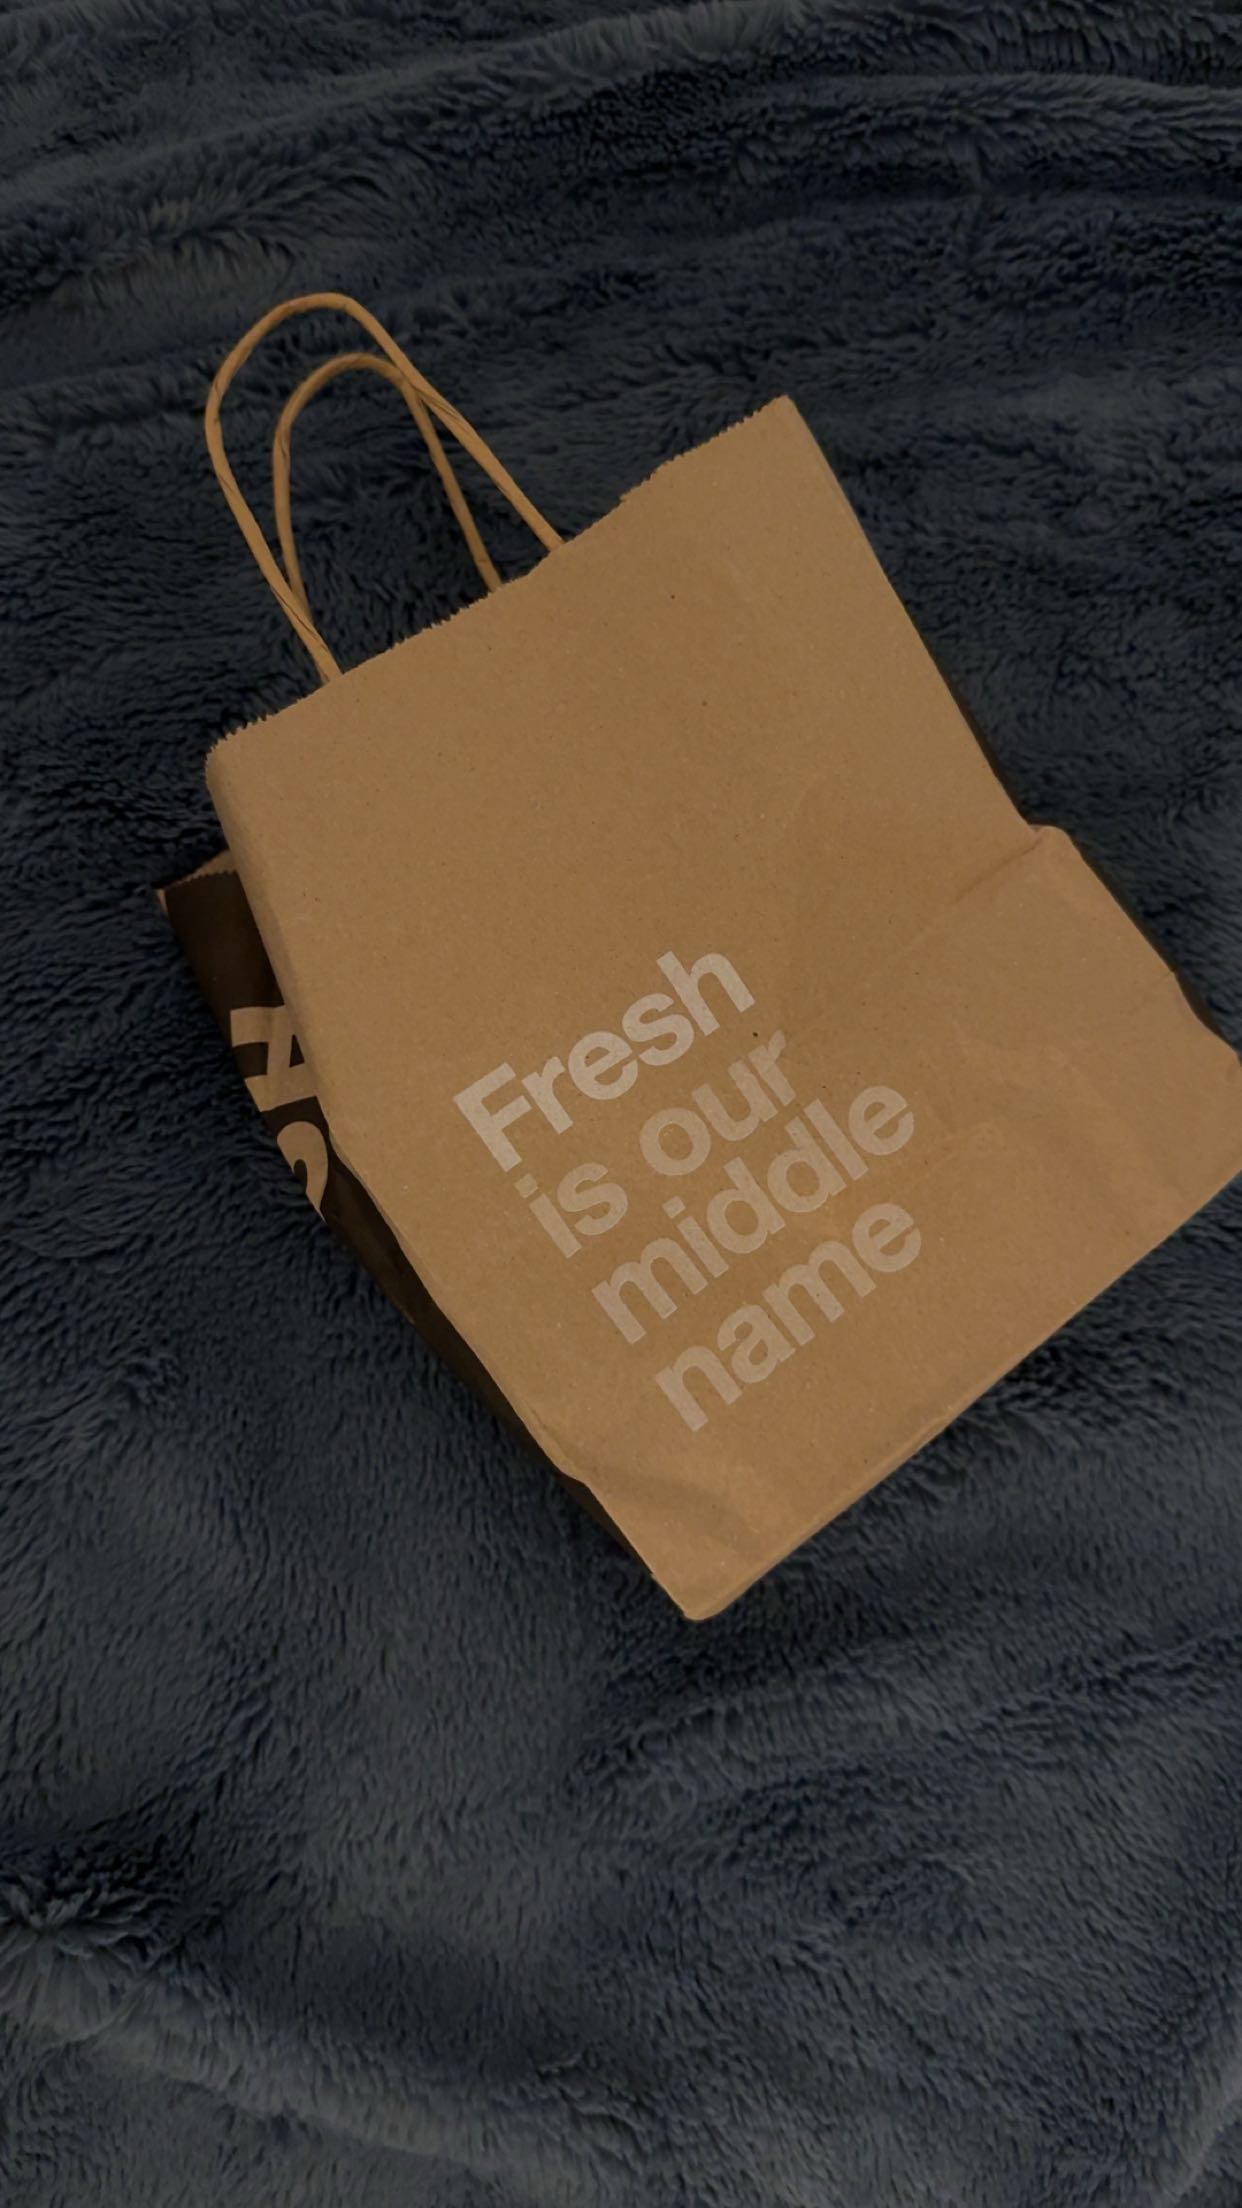 Fresh
is our
middle
name